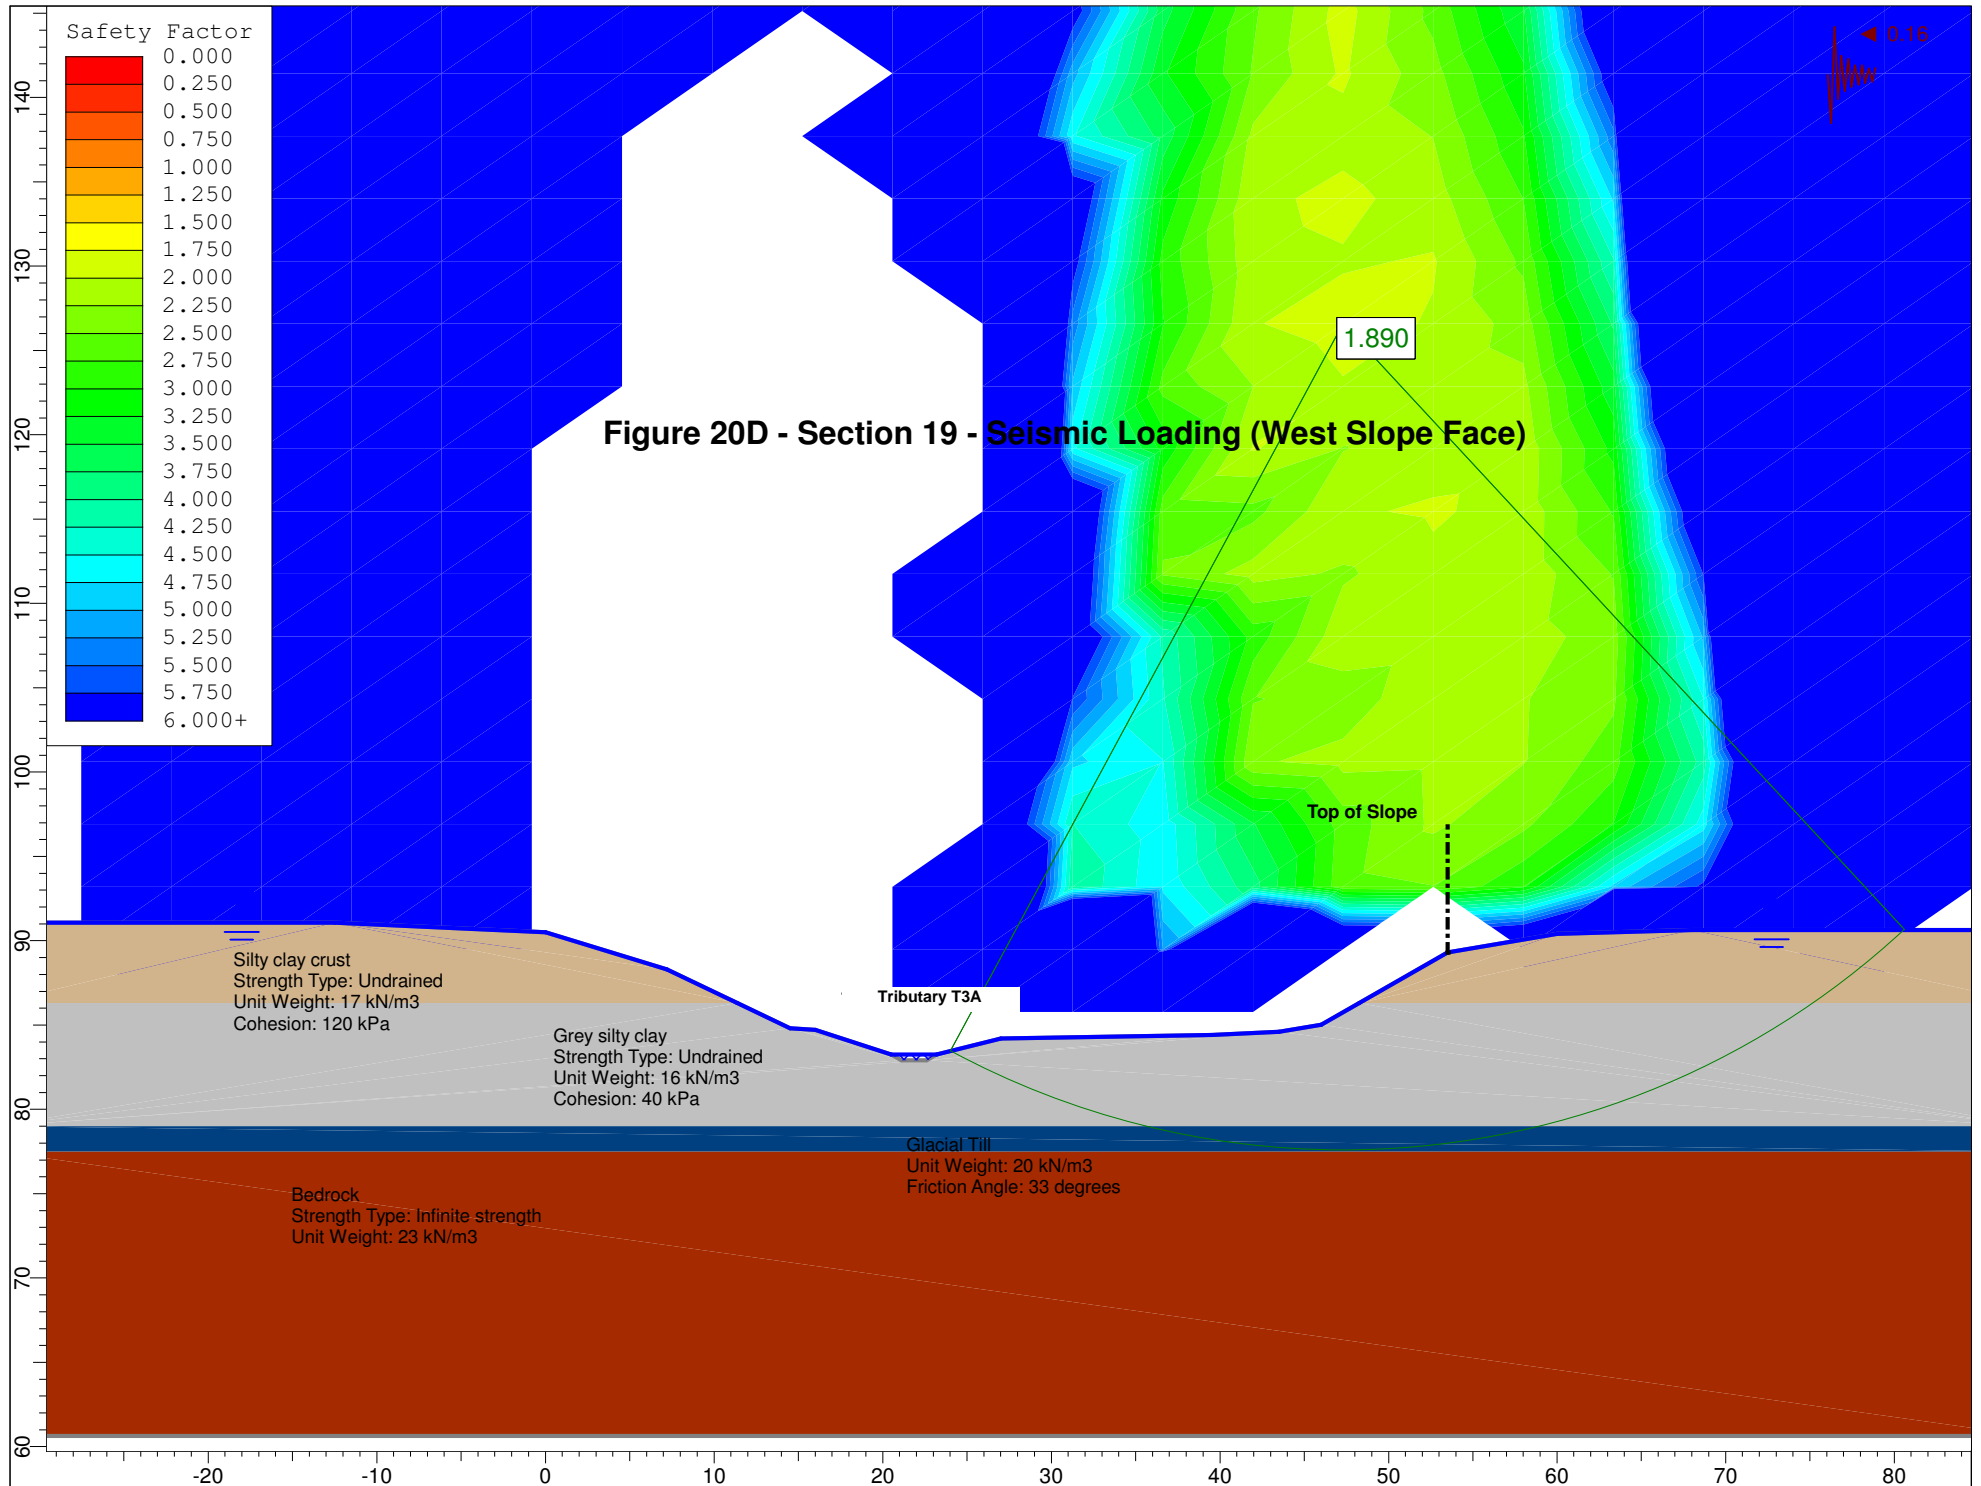 Safety Factor
0.000
0.250
0.500
0.750
1.000
1.250
1.500
1.750
2.000
2.250
2.500
2.750
3.000
3.250
3.500
3.750
4.000
4.250
4.500
4.750
5.000
5.250
5.500
5.750
6.000+
0.16
1.890
Figure 20D - Section 19 - Seismic Loading (West Slope Face)
Top of Slope
Tributary T3A
Silty clay crust
Strength Type: Undrained
Unit Weight: 17 kN/m3
Cohesion: 120 kPa
Grey silty clay
Strength Type: Undrained
Unit Weight: 16 kN/m3
Cohesion: 40 kPa
Glacial Till
Unit Weight: 20 kN/m3
Friction Angle: 33 degrees
Bedrock
Strength Type: Infinite strength
Unit Weight: 23 kN/m3
140
130
120
110
100
90
80
70
60
-20
-10
0
10
20
30
40
50
60
70
80